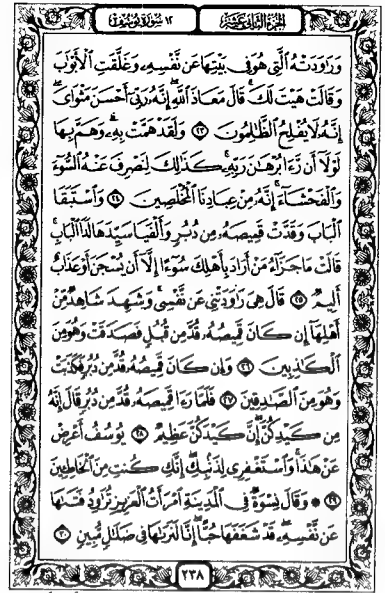 الجزء الثاني عشر ١٢ سورة يوسف
وَرَٰوَدَتْهُ ٱلَّتِى هُوَ فِى بَيْتِهَا عَن نَّفْسِهِۦ وَغَلَّقَتِ ٱلْأَبْوَٰبَ
وَقَالَتْ هَيْتَ لَكَ ۚ قَالَ مَعَاذَ ٱللَّهِ ۖ إِنَّهُۥ رَبِّىٓ أَحْسَنَ مَثْوَاىَ ۖ
إِنَّهُۥ لَا يُفْلِحُ ٱلظَّٰلِمُونَ ٢٣ وَلَقَدْ هَمَّتْ بِهِۦ ۖ وَهَمَّ بِهَا
لَوْلَآ أَن رَّءَا بُرْهَٰنَ رَبِّهِۦ ۚ كَذَٰلِكَ لِنَصْرِفَ عَنْهُ ٱلسُّوٓءَ
وَٱلْفَحْشَآءَ ۚ إِنَّهُۥ مِنْ عِبَادِنَا ٱلْمُخْلَصِينَ ٢٤ وَٱسْتَبَقَا
ٱلْبَابَ وَقَدَّتْ قَمِيصَهُۥ مِن دُبُرٍ وَأَلْفَيَا سَيِّدَهَا لَدَا ٱلْبَابِ ۚ
قَالَتْ مَا جَزَآءُ مَنْ أَرَادَ بِأَهْلِكَ سُوٓءًا إِلَّآ أَن يُسْجَنَ أَوْ عَذَابٌ
أَلِيمٌ ٢٥ قَالَ هِىَ رَٰوَدَتْنِى عَن نَّفْسِى ۚ وَشَهِدَ شَاهِدٌ مِّنْ
أَهْلِهَآ إِن كَانَ قَمِيصُهُۥ قُدَّ مِن قُبُلٍ فَصَدَقَتْ وَهُوَ مِنَ
ٱلْكَٰذِبِينَ ٢٦ وَإِن كَانَ قَمِيصُهُۥ قُدَّ مِن دُبُرٍ فَكَذَبَتْ
وَهُوَ مِنَ ٱلصَّٰدِقِينَ ٢٧ فَلَمَّا رَءَا قَمِيصَهُۥ قُدَّ مِن دُبُرٍ قَالَ إِنَّهُۥ
مِن كَيْدِكُنَّ ۖ إِنَّ كَيْدَكُنَّ عَظِيمٌ ٢٨ يُوسُفُ أَعْرِضْ
عَنْ هَٰذَا ۚ وَٱسْتَغْفِرِى لِذَنۢبِكِ ۖ إِنَّكِ كُنتِ مِنَ ٱلْخَاطِـِٔينَ
٢٩ ۞ وَقَالَ نِسْوَةٌ فِى ٱلْمَدِينَةِ ٱمْرَأَتُ ٱلْعَزِيزِ تُرَٰوِدُ فَتَىٰهَا
عَن نَّفْسِهِۦ ۖ قَدْ شَغَفَهَا حُبًّا ۖ إِنَّا لَنَرَىٰهَا فِى ضَلَٰلٍ مُّبِينٍ ٣٠
٢٣٨